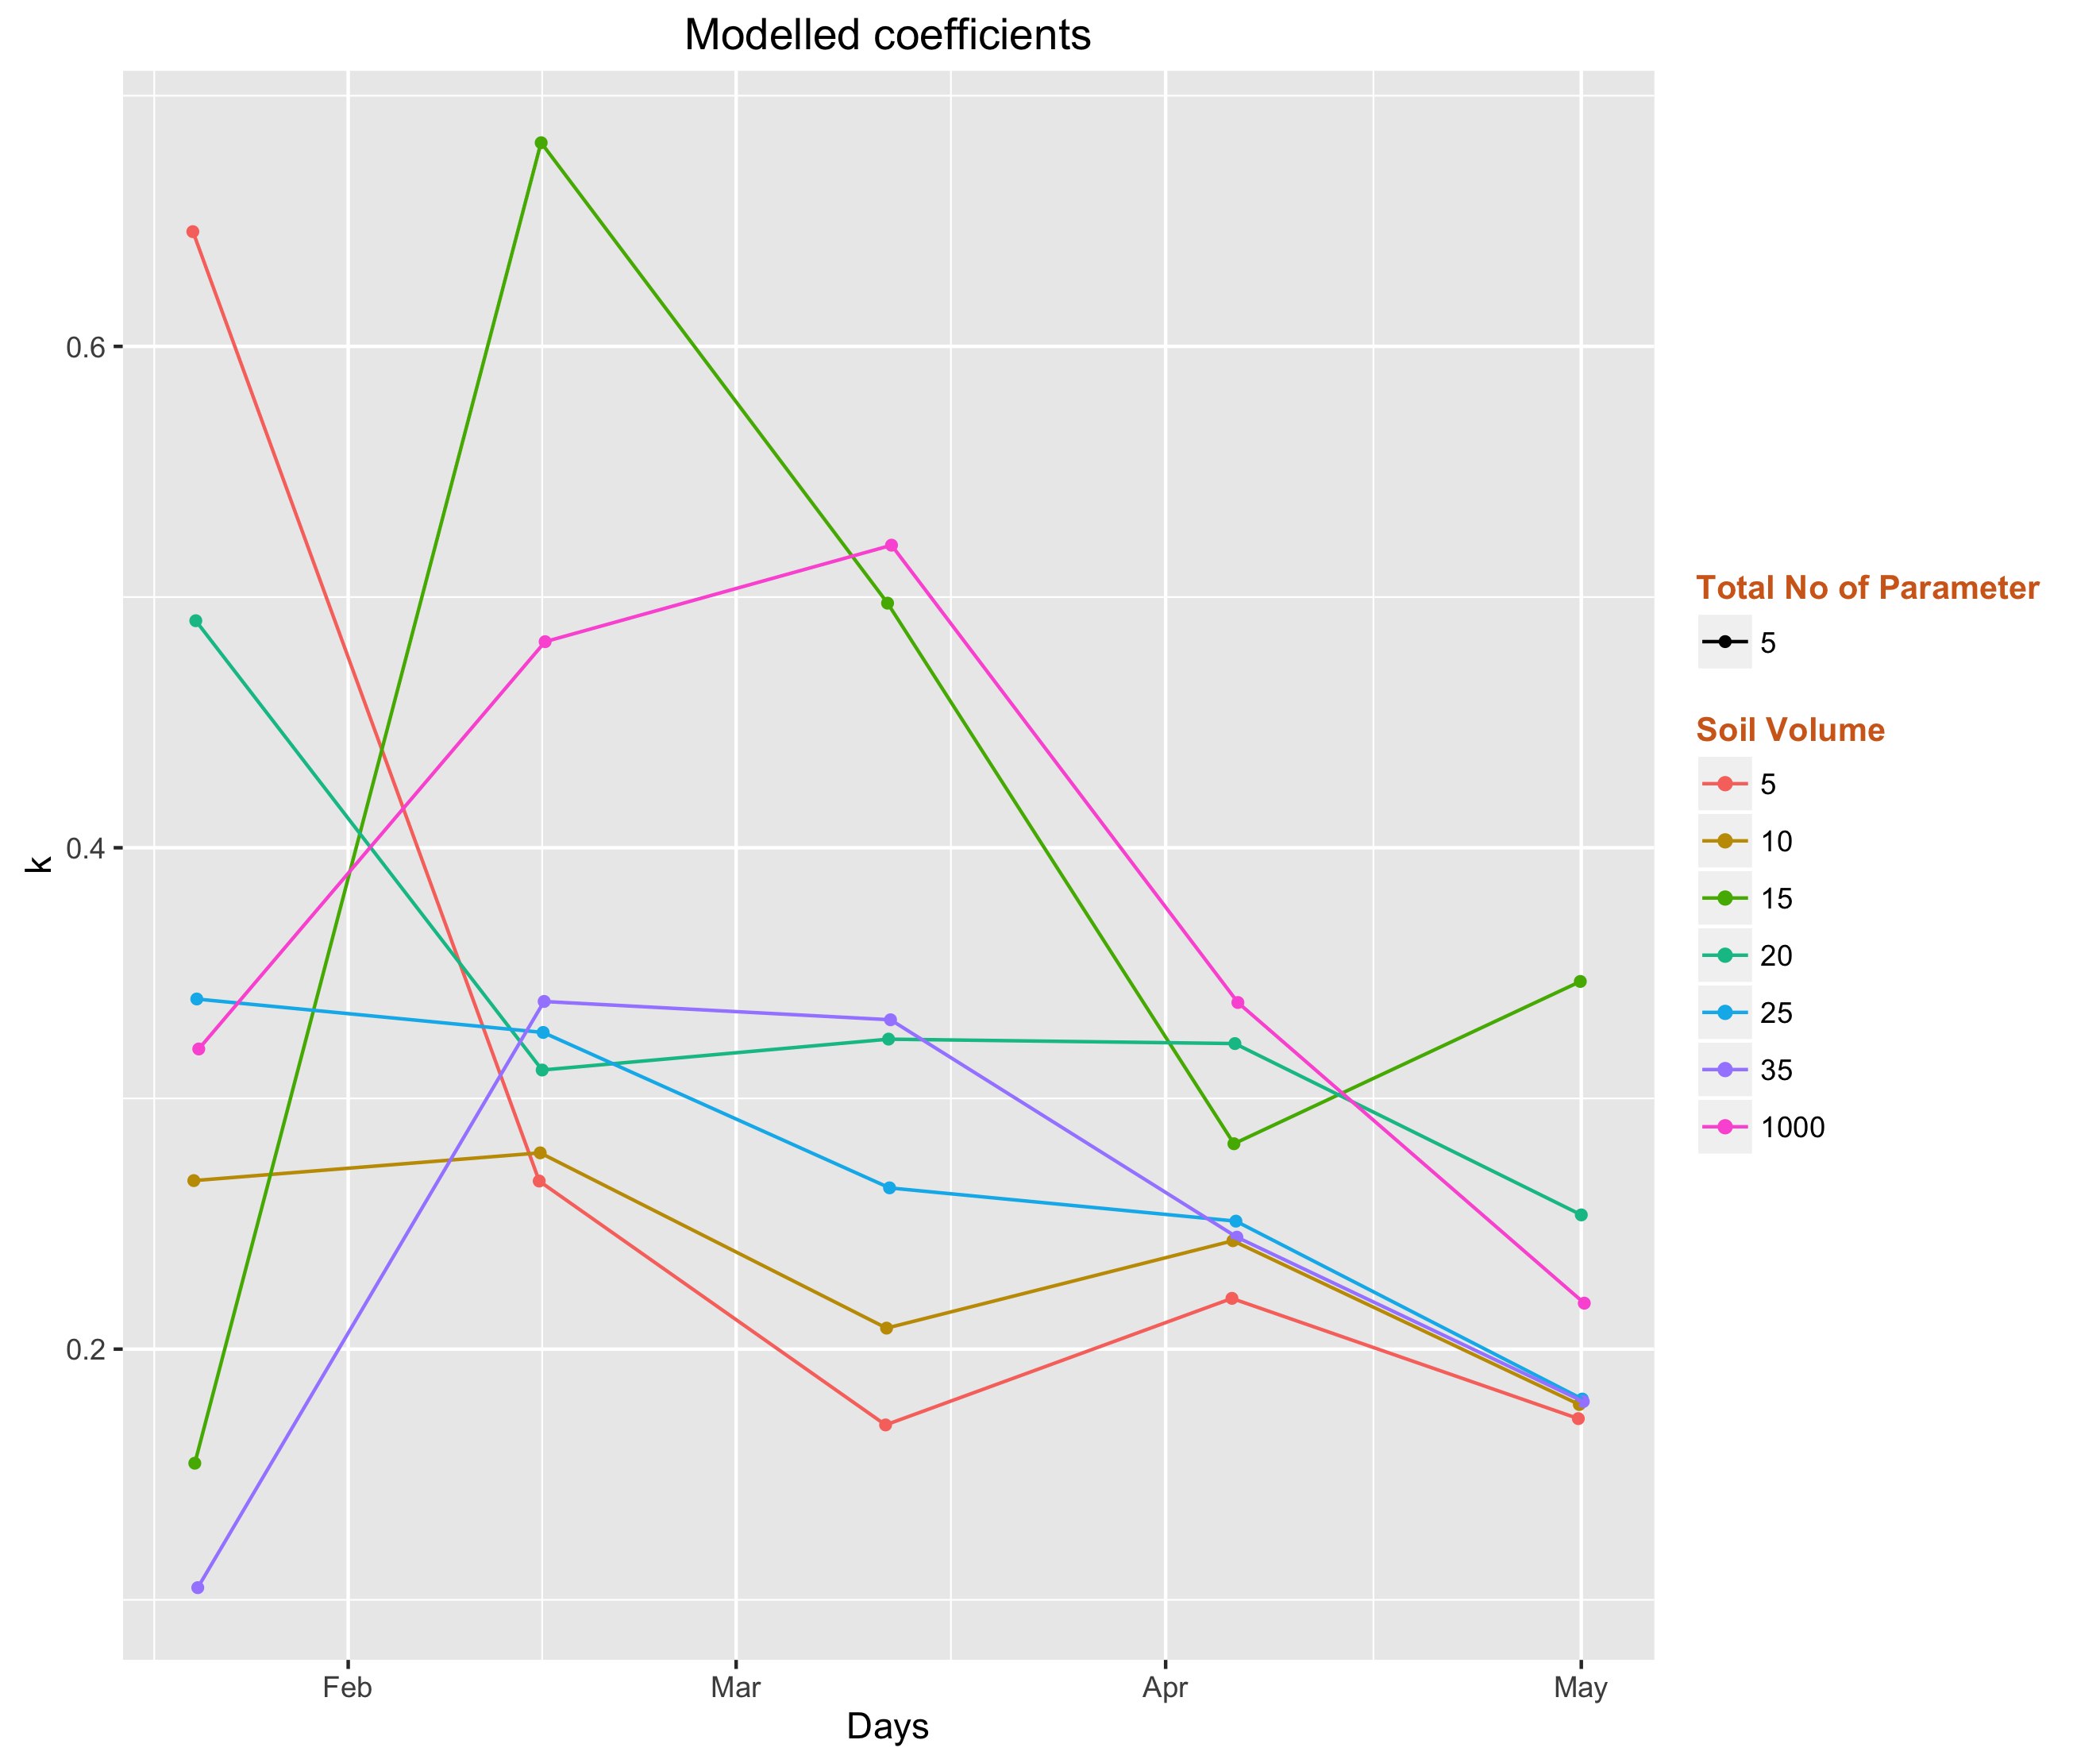 Modelled coefficients
0.6
0.4
0.2
k
Feb Mar Apr May
Days
Total No of Parameter
5
Soil Volume
5
10
15
20
25
35
1000